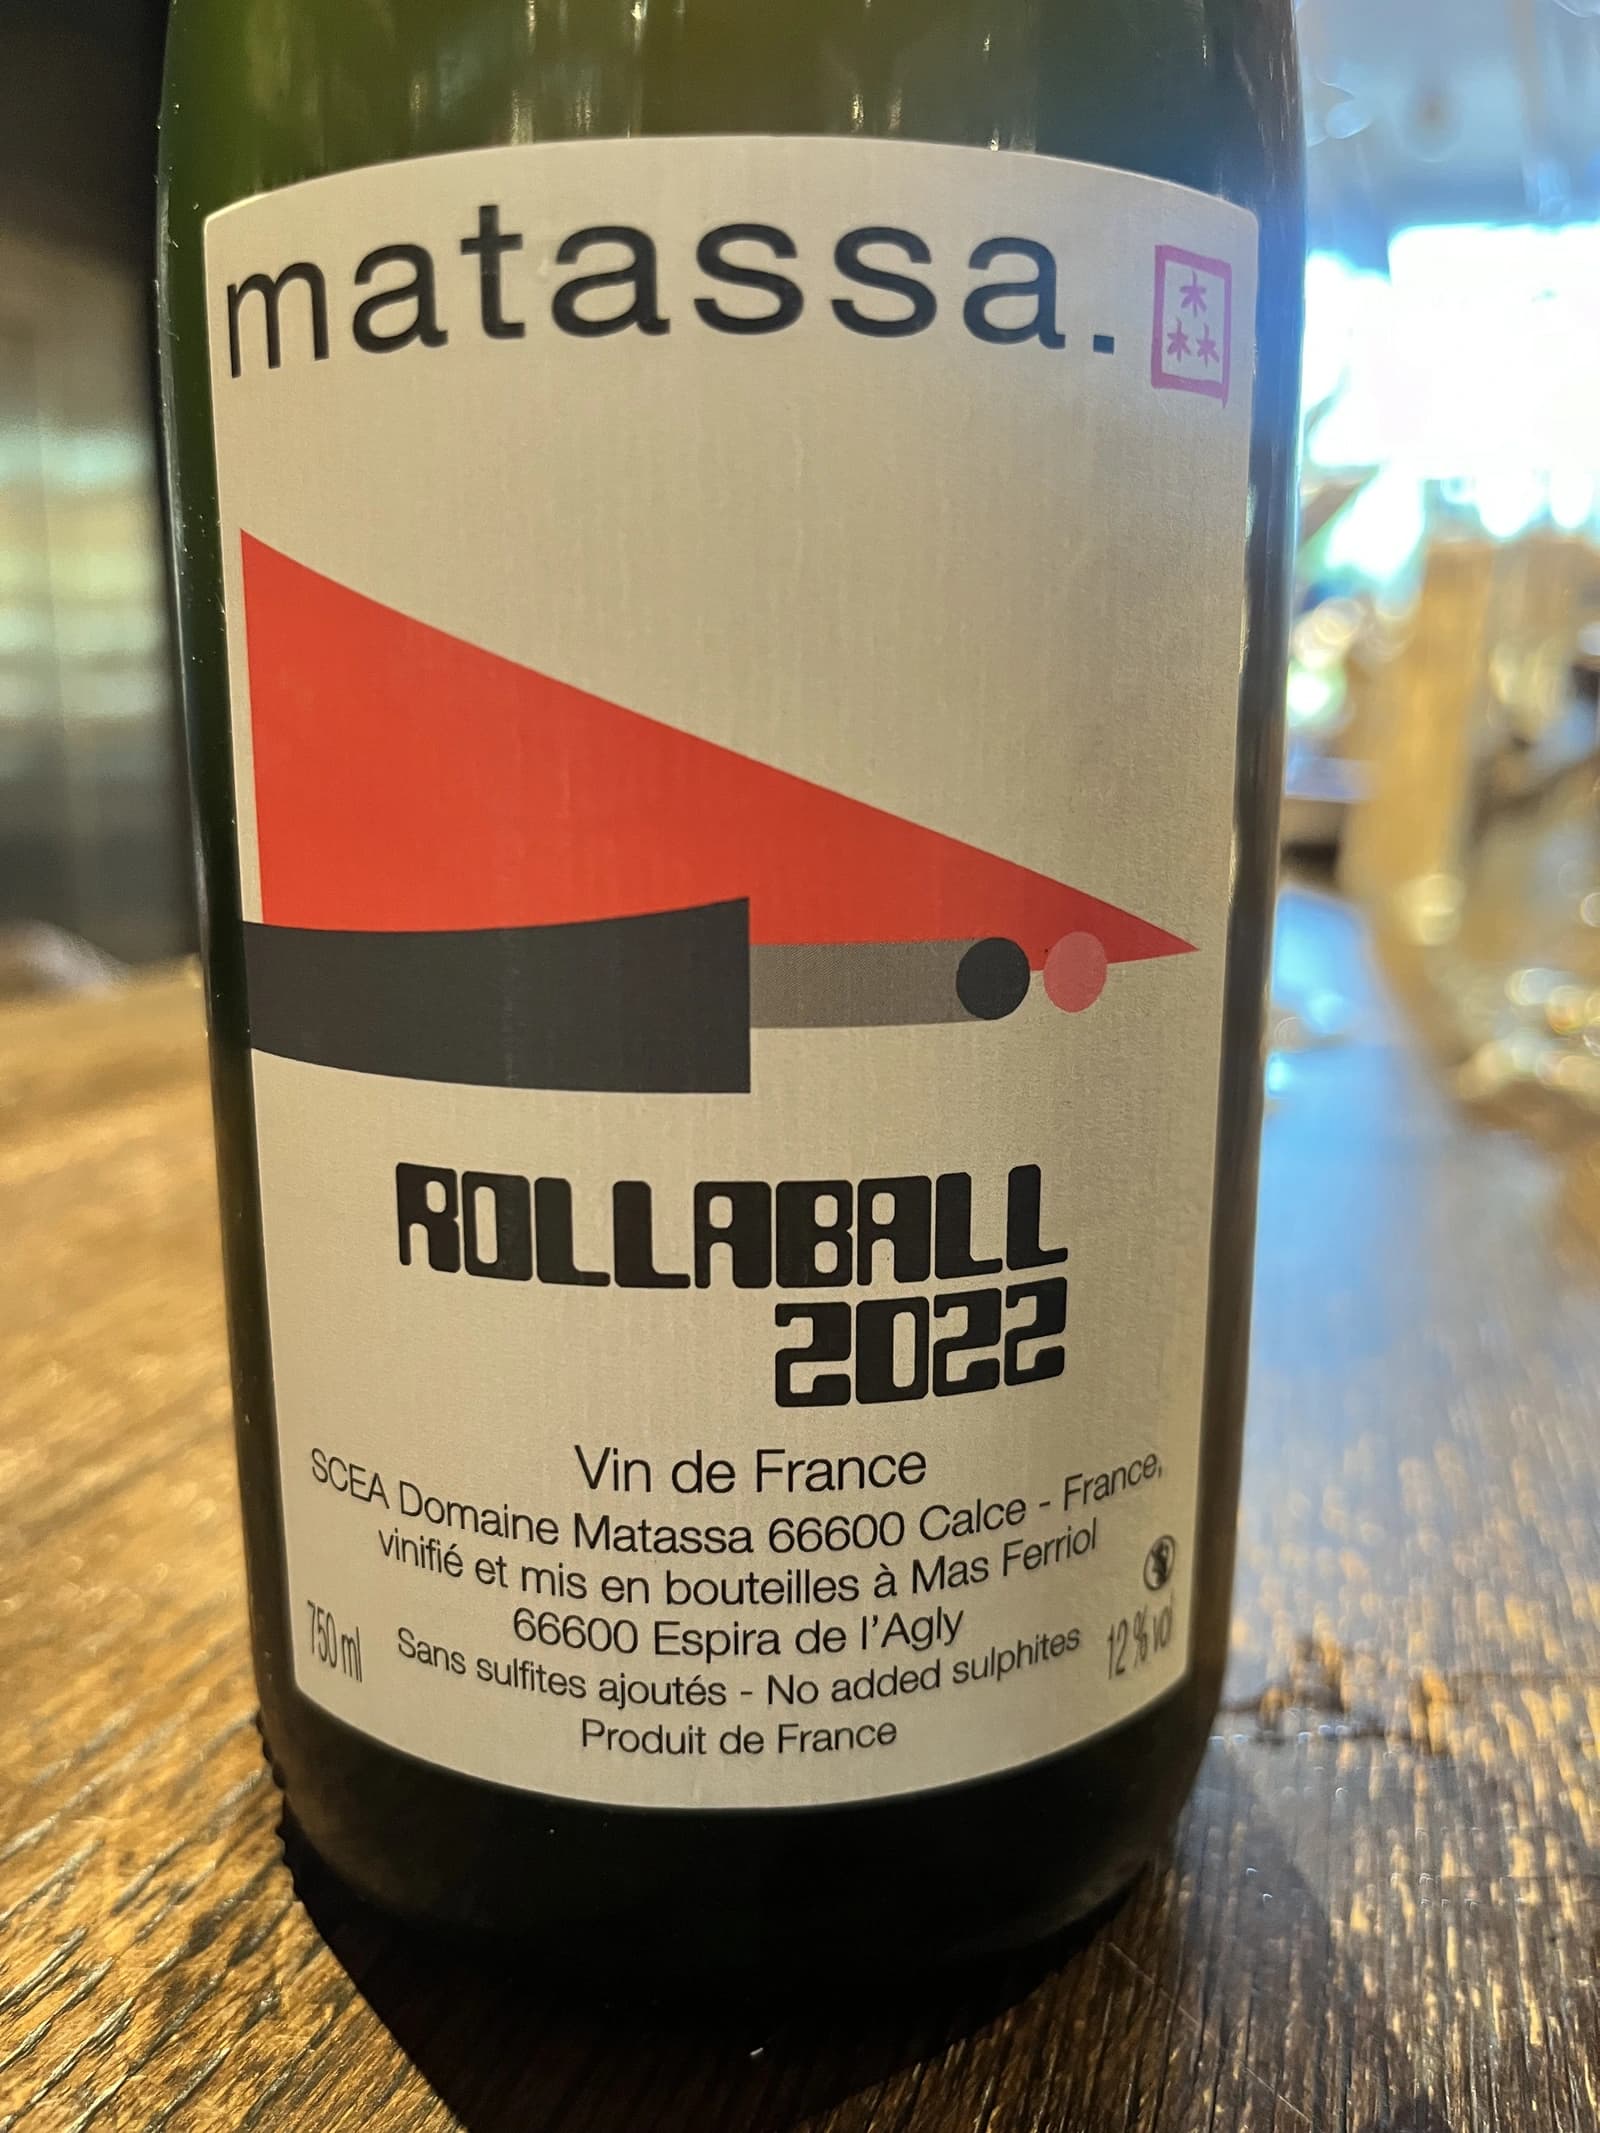 matassa.
ROLLABALL
2022
Vin de France
SCEA Domaine Matassa 66600 Calce - France,
vinifié et mis en bouteilles à Mas Ferriol
66600 Espira de l'Agly
750 ml
Sans sulfites ajoutés - No added sulphites
12 % vol
Produit de France